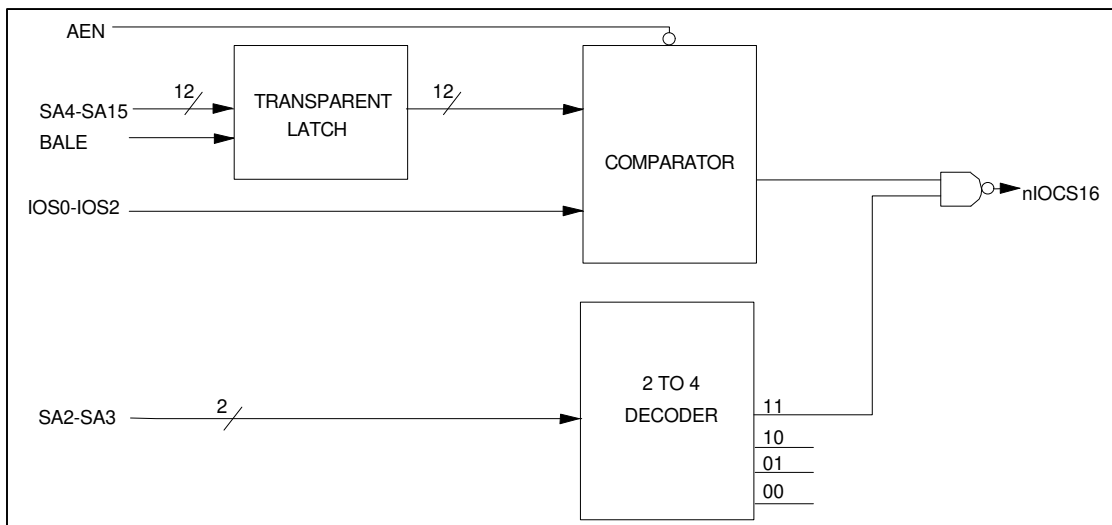 AEN
12
SA4-SA15
BALE
TRANSPARENT
LATCH
12
COMPARATOR
IOS0-IOS2
nIOCS16
SA2-SA3
2
2 TO 4
DECODER
11
10
01
00